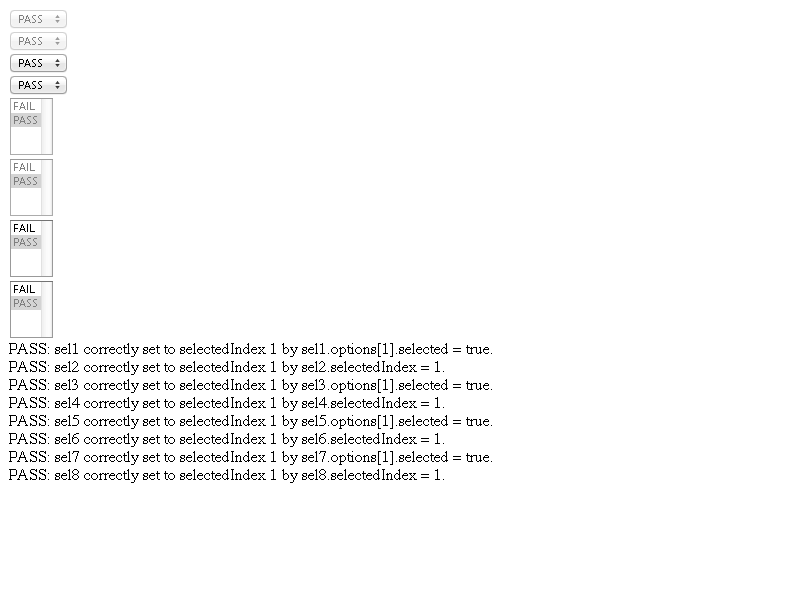 PASS
PASS
PASS
PASS
FAIL
PASS
FAIL
PASS
FAIL
PASS
FAIL
PASS
PASS: sel1 correctly set to selectedIndex 1 by sel1.options[1].selected = true.
PASS: sel2 correctly set to selectedIndex 1 by sel2.selectedIndex = 1.
PASS: sel3 correctly set to selectedIndex 1 by sel3.options[1].selected = true.
PASS: sel4 correctly set to selectedIndex 1 by sel4.selectedIndex = 1.
PASS: sel5 correctly set to selectedIndex 1 by sel5.options[1].selected = true.
PASS: sel6 correctly set to selectedIndex 1 by sel6.selectedIndex = 1.
PASS: sel7 correctly set to selectedIndex 1 by sel7.options[1].selected = true.
PASS: sel8 correctly set to selectedIndex 1 by sel8.selectedIndex = 1.